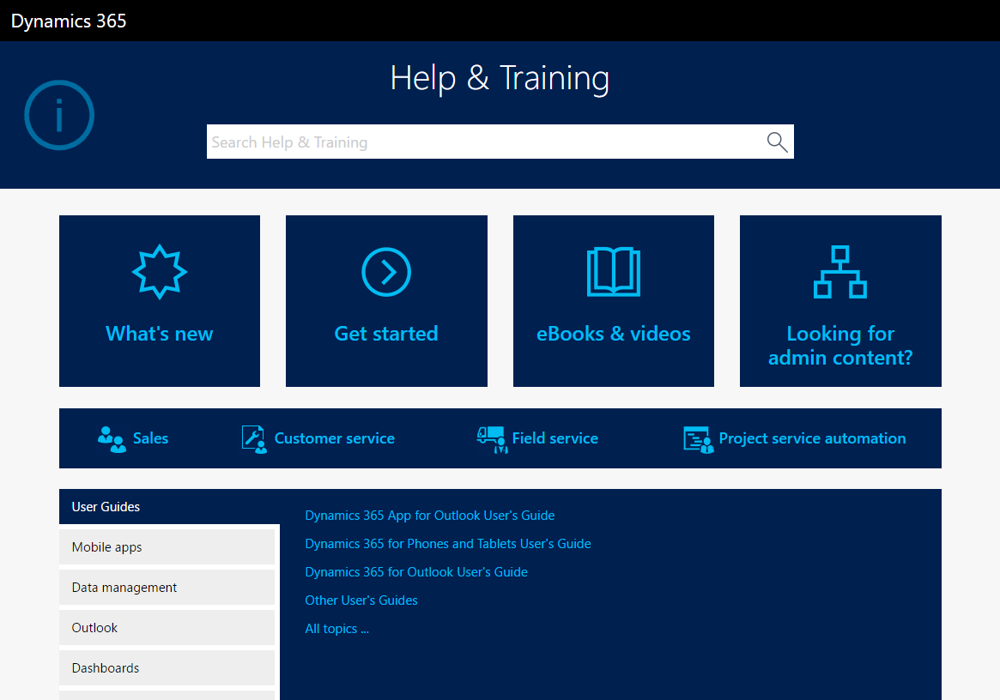 Dynamics 365
Help & Training
Search Help & Training
What's new
Get started
eBooks & videos
Looking for
admin content?
Sales
Customer service
Field service
Project service automation
User Guides
Mobile apps
Data management
Outlook
Dashboards
Dynamics 365 App for Outlook User's Guide
Dynamics 365 for Phones and Tablets User's Guide
Dynamics 365 for Outlook User's Guide
Other User's Guides
All topics ...